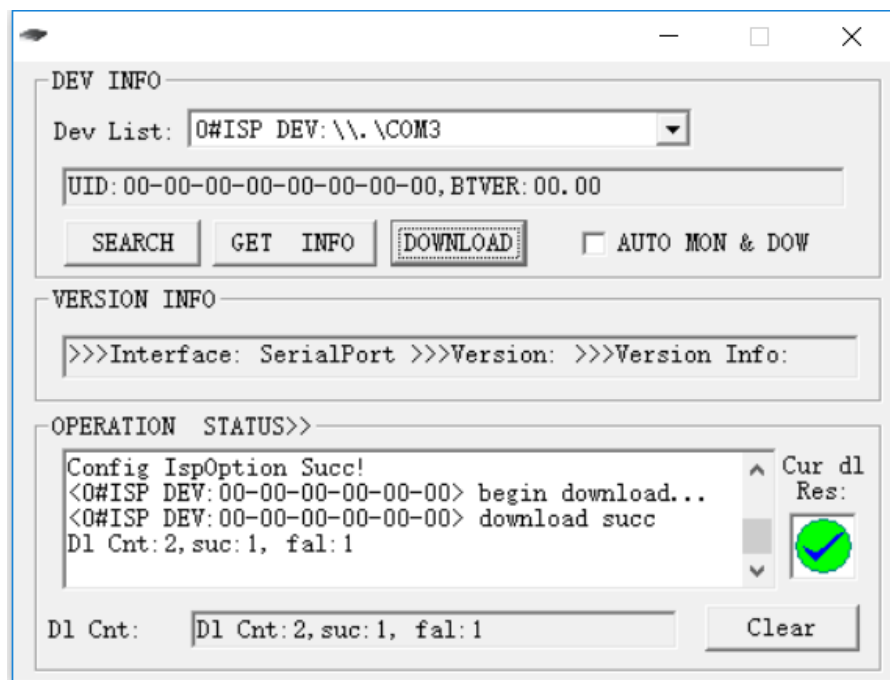 DEV INFO
Dev List: 0#ISP DEV:\\.\COM3
UID:00-00-00-00-00-00-00-00,BTVER:00.00
SEARCH GET INFO DOWNLOAD AUTO MON & DOW
VERSION INFO
>>>Interface: SerialPort >>>Version: >>>Version Info:
OPERATION STATUS>>
Config IspOption Succ!
<0#ISP DEV:00-00-00-00-00-00> begin download...
<0#ISP DEV:00-00-00-00-00-00> download succ
Dl Cnt:2,suc:1, fal:1
Cur dl
Res:
Dl Cnt: Dl Cnt:2,suc:1, fal:1 Clear